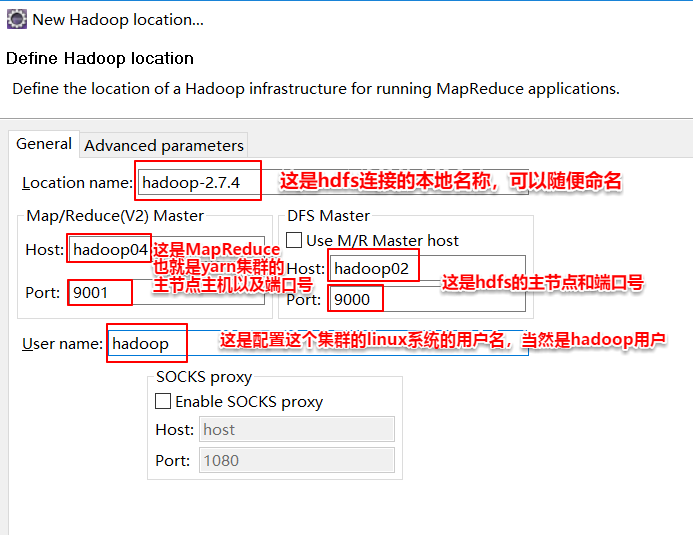 New Hadoop location...
Define Hadoop location
Define the location of a Hadoop infrastructure for running MapReduce applications.
General
Advanced parameters
Location name:
hadoop-2.7.4
这是hdfs连接的本地名称，可以随便命名
Map/Reduce(V2) Master
Host:
hadoop04
这是MapReduce
也就是yarn集群的
主节点主机以及端口号
Port:
9001
DFS Master
Use M/R Master host
Host:
hadoop02
这是hdfs的主节点和端口号
Port:
9000
User name:
hadoop
这是配置这个集群的linux系统的用户名，当然是hadoop用户
SOCKS proxy
Enable SOCKS proxy
Host:
host
Port:
1080